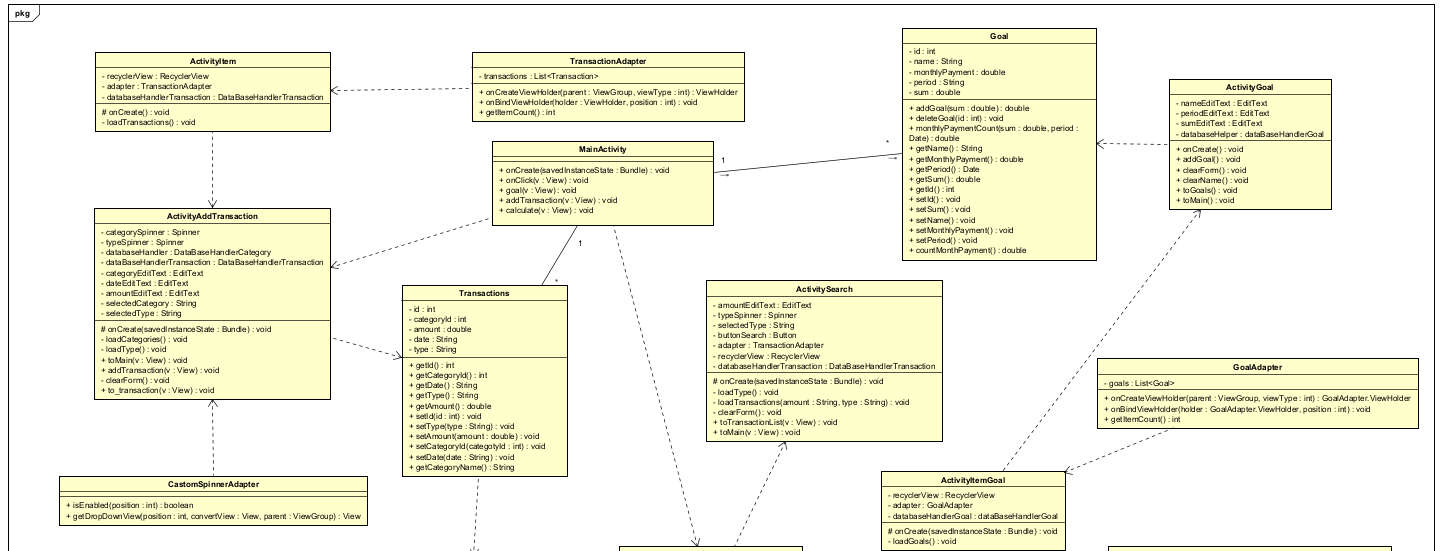 pkg
ActivityItem
- recyclerView : RecyclerView
- adapter : TransactionAdapter
- databaseHandlerTransaction : DataBaseHandlerTransaction
# onCreate() : void
- loadTransactions() : void
TransactionAdapter
- transactions : List<Transaction>
+ onCreateViewHolder(parent : ViewGroup, viewType : int) : ViewHolder
+ onBindViewHolder(holder : ViewHolder, position : int) : void
+ getItemCount() : int
Goal
- id : int
- name : String
- monthlyPayment : double
- period : String
- sum : double
+ addGoal(sum : double) : double
+ deleteGoal(id : int) : void
+ monthlyPaymentCount(sum : double, period :
Date) : double
+ getName() : String
+ getMonthlyPayment() : double
+ getPeriod() : Date
+ getSum() : double
+ getId() : int
+ setId() : void
+ setSum() : void
+ setName() : void
+ setMonthlyPayment() : void
+ setPeriod() : void
+ countMonthPayment() : double
ActivityGoal
- nameEditText : EditText
- periodEditText : EditText
- sumEditText : EditText
- databaseHelper : dataBaseHandlerGoal
+ onCreate() : void
+ addGoal() : void
+ clearForm() : void
+ clearName() : void
+ toGoals() : void
+ toMain() : void
MainActivity
+ onCreate(savedInstanceState : Bundle) : void
+ onClick(v : View) : void
+ goal(v : View) : void
+ addTransaction(v : View) : void
+ calculate(v : View) : void
1
*
1
*
ActivityAddTransaction
- categorySpinner : Spinner
- typeSpinner : Spinner
- databaseHandler : DataBaseHandlerCategory
- dataBaseHandlerTransaction : DataBaseHandlerTransaction
- categoryEditText : EditText
- dateEditText : EditText
- amountEditText : EditText
- selectedCategory : String
- selectedType : String
# onCreate(savedInstanceState : Bundle) : void
- loadCategories() : void
- loadType() : void
+ toMain(v : View) : void
+ addTransaction(v : View) : void
- clearForm() : void
+ to_transaction(v : View) : void
Transactions
- id : int
- categoryId : int
- amount : double
- date : String
- type : String
+ getId() : int
+ getCategoryId() : int
+ getDate() : String
+ getType() : String
+ getAmount() : double
+ setId(id : int) : void
+ setType(type : String) : void
+ setAmount(amount : double) : void
+ setCategoryId(categotyId : int) : void
+ setDate(date : String) : void
+ getCategoryName() : String
ActivitySearch
- amountEditText : EditText
- typeSpinner : Spinner
- selectedType : String
- buttonSearch : Button
- adapter : TransactionAdapter
- recyclerView : RecyclerView
- databaseHandlerTransaction : DataBaseHandlerTransaction
# onCreate(savedInstanceState : Bundle) : void
- loadType() : void
- loadTransactions(amount : String, type : String) : void
- clearForm() : void
+ toTransactionList(v : View) : void
+ toMain(v : View) : void
GoalAdapter
- goals : List<Goal>
+ onCreateViewHolder(parent : ViewGroup, viewType : int) : GoalAdapter.ViewHolder
+ onBindViewHolder(holder : GoalAdapter.ViewHolder, position : int) : void
+ getItemCount() : int
CastomSpinnerAdapter
+ isEnabled(position : int) : boolean
+ getDropDownView(position : int, convertView : View, parent : ViewGroup) : View
ActivityItemGoal
- recyclerView : RecyclerView
- adapter : GoalAdapter
- databaseHandlerGoal : dataBaseHandlerGoal
# onCreate(savedInstanceState : Bundle) : void
- loadGoals() : void